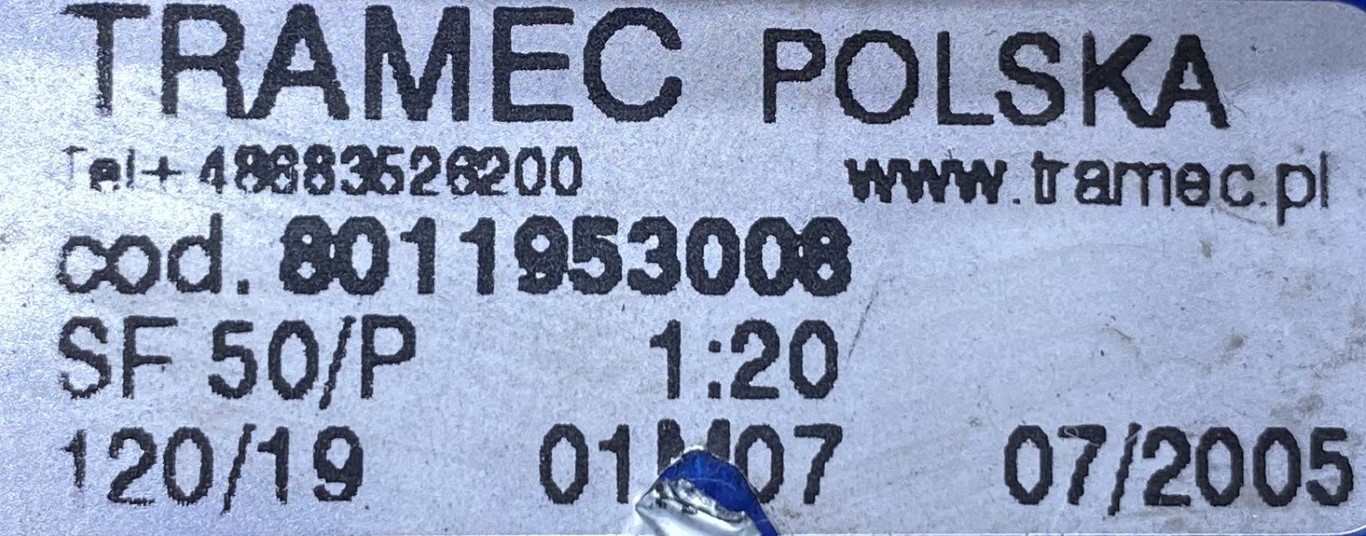 TRAMEC POLSKA
Tel+48683526200 www.tramec.pl
cod. 8011953008
SF 50/P 1:20
120/19 07/2005